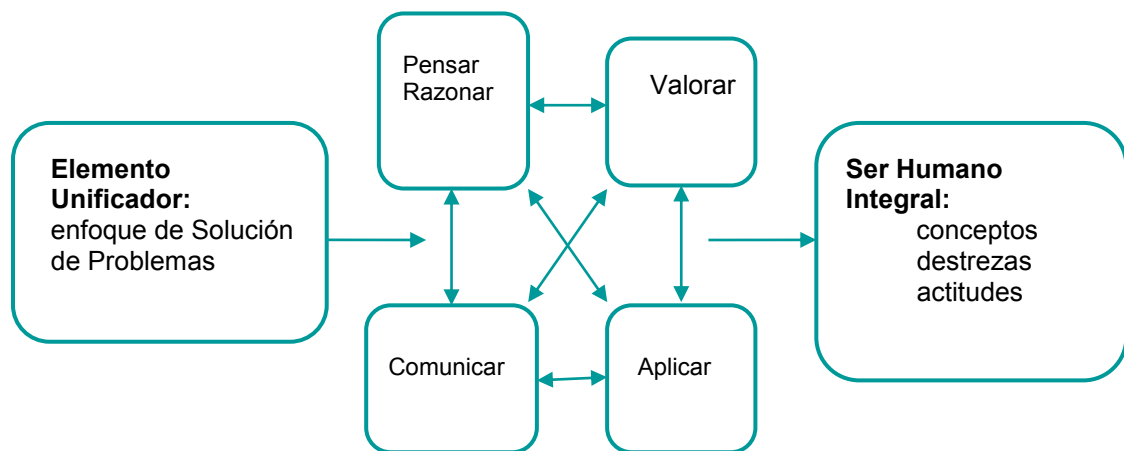 Elemento
Unificador:
enfoque de Solución
de Problemas
Pensar
Razonar
Valorar
Comunicar
Aplicar
Ser Humano
Integral:
conceptos
destrezas
actitudes